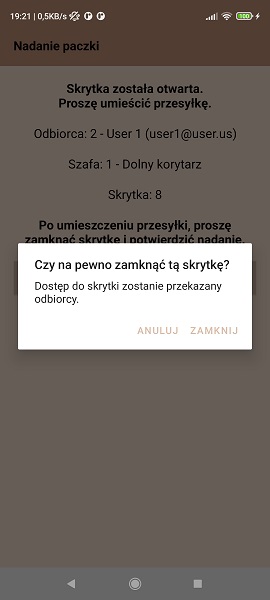 19:21 | 0,5KB/s
100
Nadanie paczki
Skrytka została otwarta.
Proszę umieścić przesyłkę.
Odbiorca: 2 - User 1 (user1@user.us)
Szafa: 1 - Dolny korytarz
Skrytka: 8
Po umieszczeniu przesyłki, proszę
zamknąć skrytkę i potwierdzić nadanie.
Czy na pewno zamknąć tą skrytkę?
Dostęp do skrytki zostanie przekazany
odbiorcy.
ANULUJ ZAMKNIJ